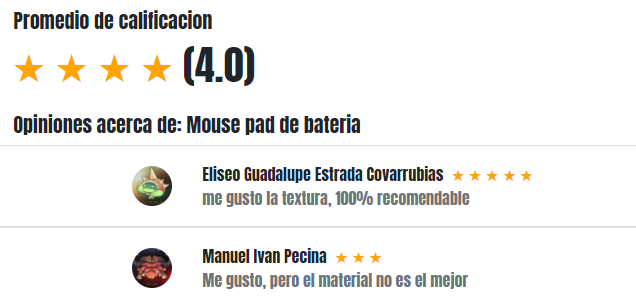 Promedio de calificacion
★ ★ ★ ★ (4.0)
Opiniones acerca de: Mouse pad de bateria
Eliseo Guadalupe Estrada Covarrubias ★ ★ ★ ★ ★
me gusto la textura, 100% recomendable
Manuel Ivan Pecina ★ ★ ★
Me gusto, pero el material no es el mejor